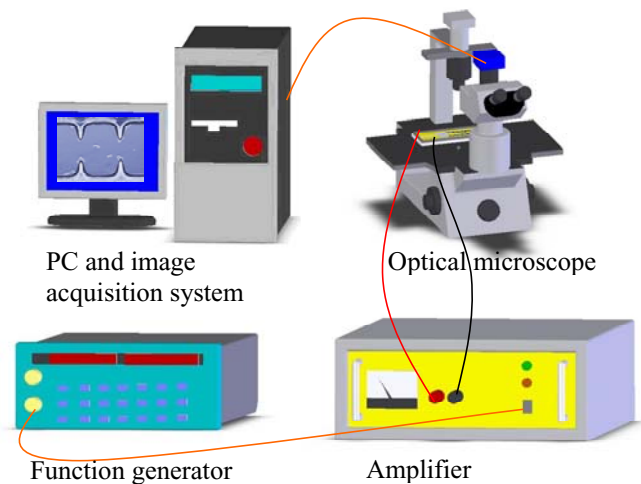 PC and image
acquisition system
Optical microscope
Function generator
Amplifier